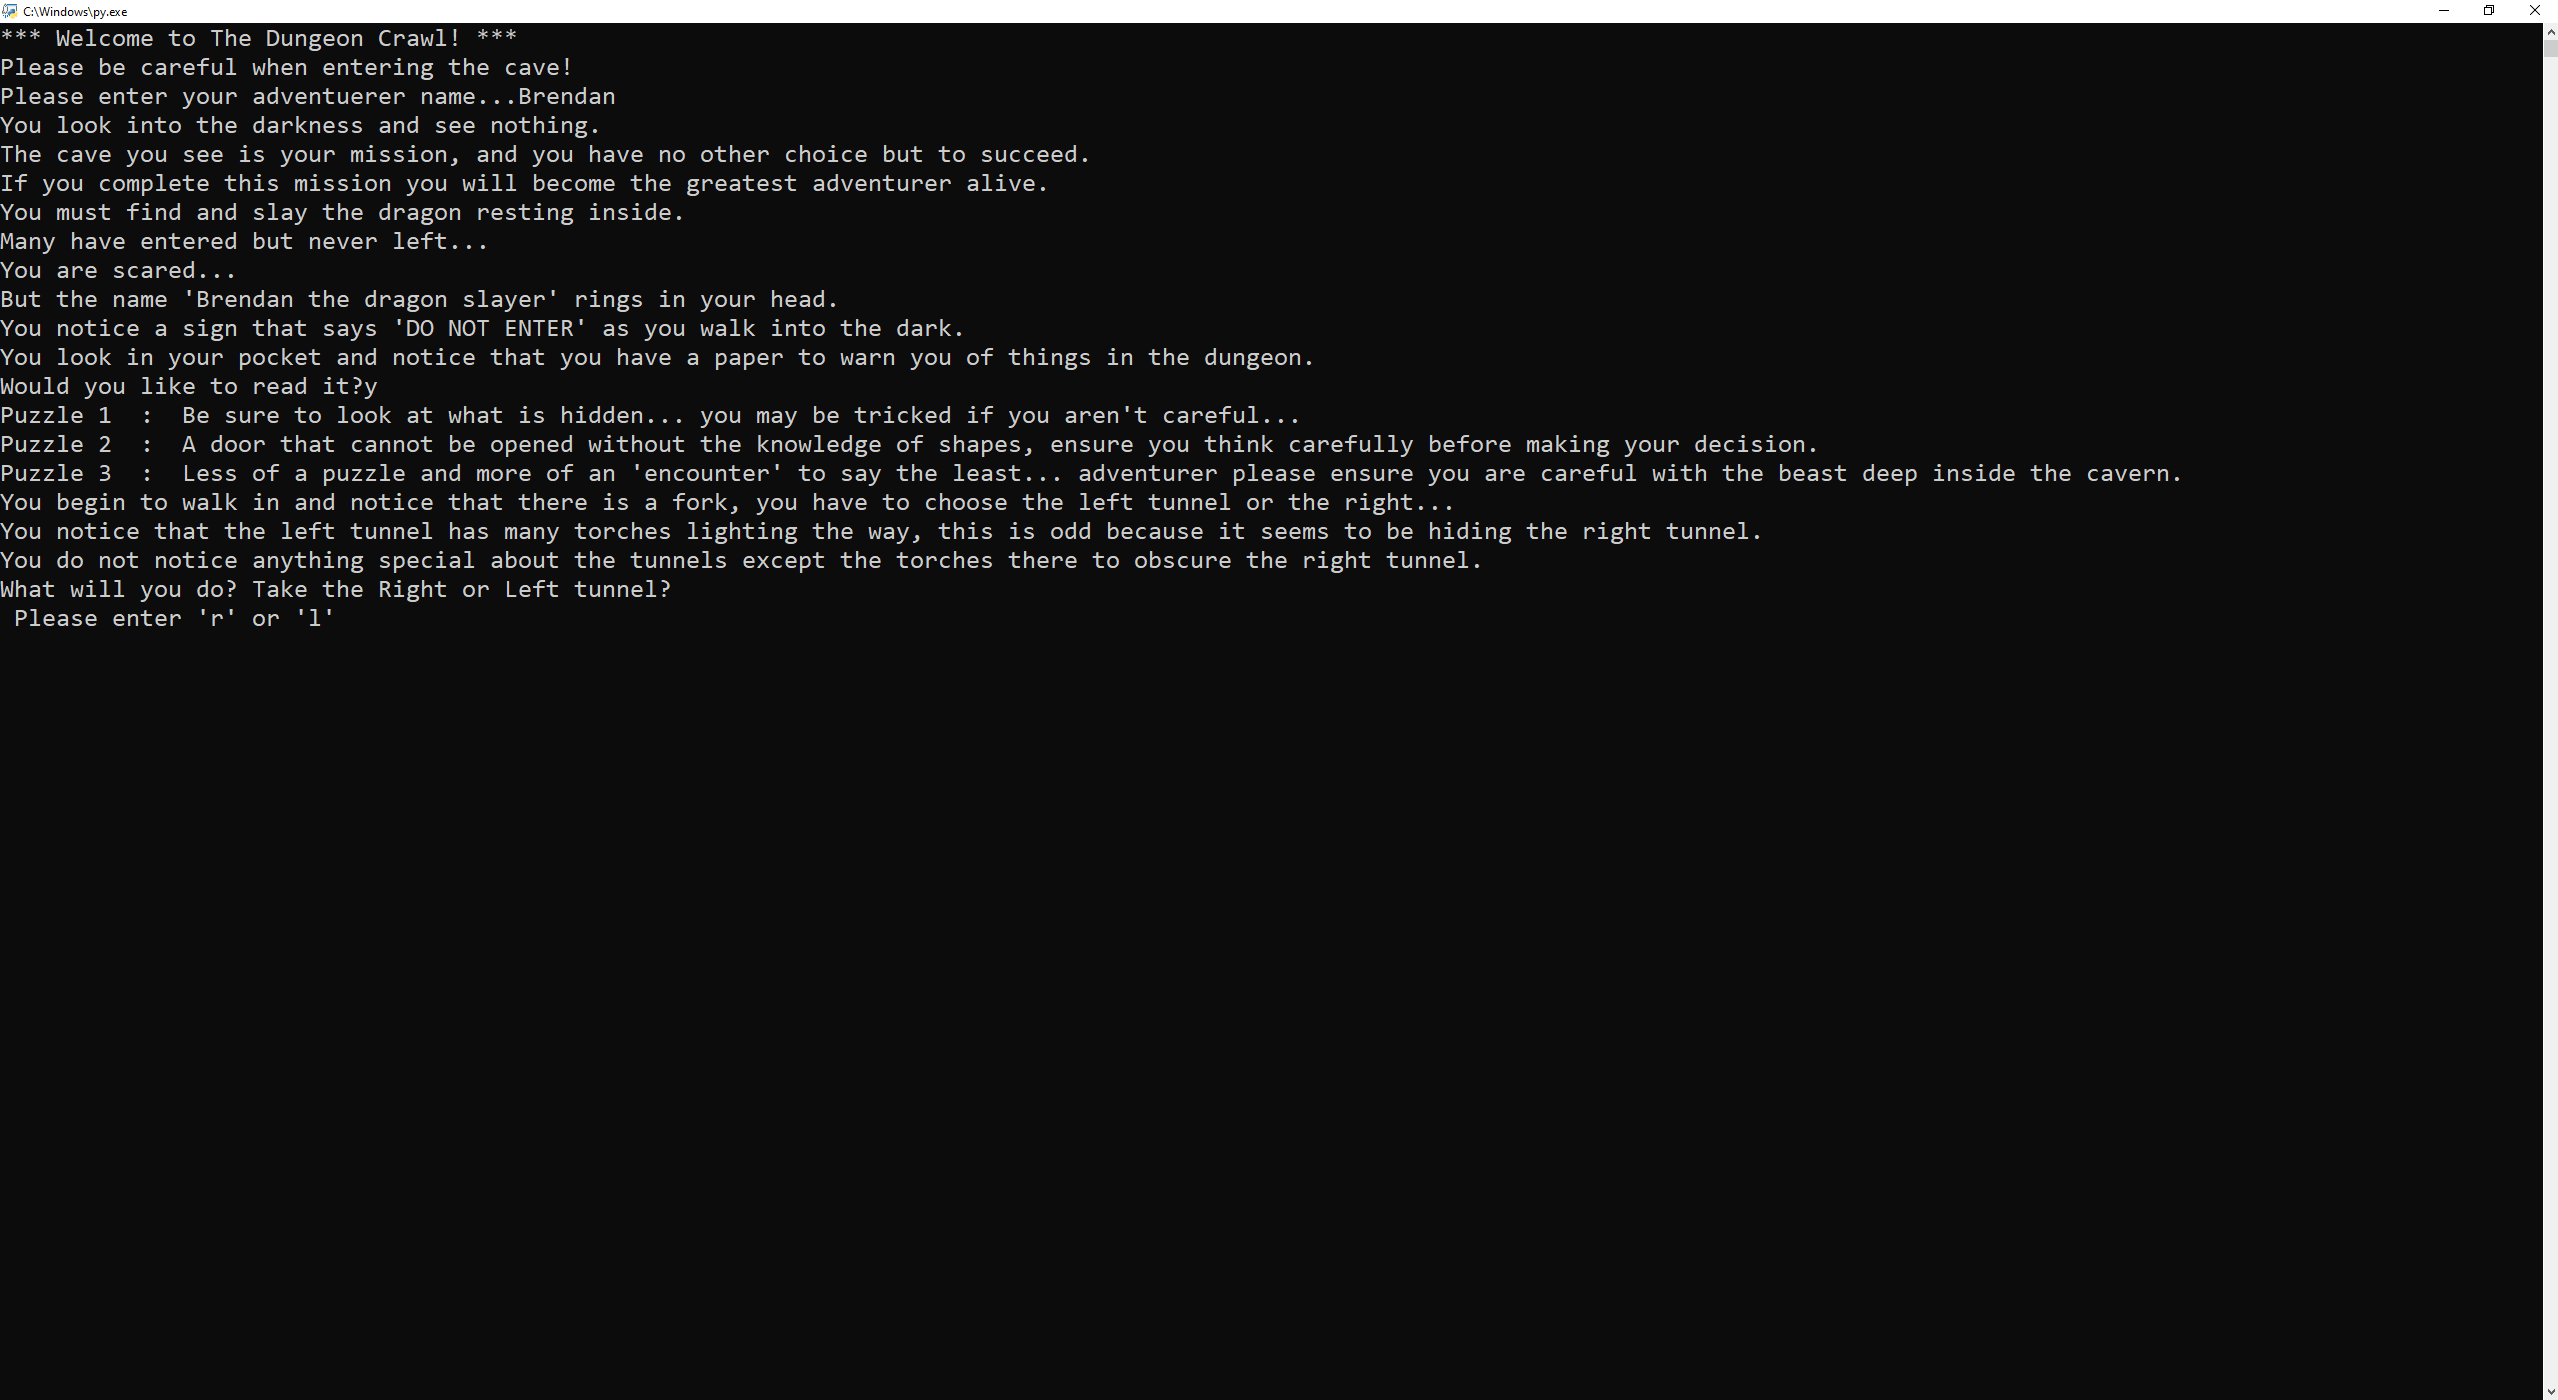 C:\Windows\py.exe
*** Welcome to The Dungeon Crawl! ***
Please be careful when entering the cave!
Please enter your adventuerer name...Brendan
You look into the darkness and see nothing.
The cave you see is your mission, and you have no other choice but to succeed.
If you complete this mission you will become the greatest adventurer alive.
You must find and slay the dragon resting inside.
Many have entered but never left...
You are scared...
But the name 'Brendan the dragon slayer' rings in your head.
You notice a sign that says 'DO NOT ENTER' as you walk into the dark.
You look in your pocket and notice that you have a paper to warn you of things in the dungeon.
Would you like to read it?y
Puzzle 1  :  Be sure to look at what is hidden... you may be tricked if you aren't careful...
Puzzle 2  :  A door that cannot be opened without the knowledge of shapes, ensure you think carefully before making your decision.
Puzzle 3  :  Less of a puzzle and more of an 'encounter' to say the least... adventurer please ensure you are careful with the beast deep inside the cavern.
You begin to walk in and notice that there is a fork, you have to choose the left tunnel or the right...
You notice that the left tunnel has many torches lighting the way, this is odd because it seems to be hiding the right tunnel.
You do not notice anything special about the tunnels except the torches there to obscure the right tunnel.
What will you do? Take the Right or Left tunnel?
 Please enter 'r' or 'l'